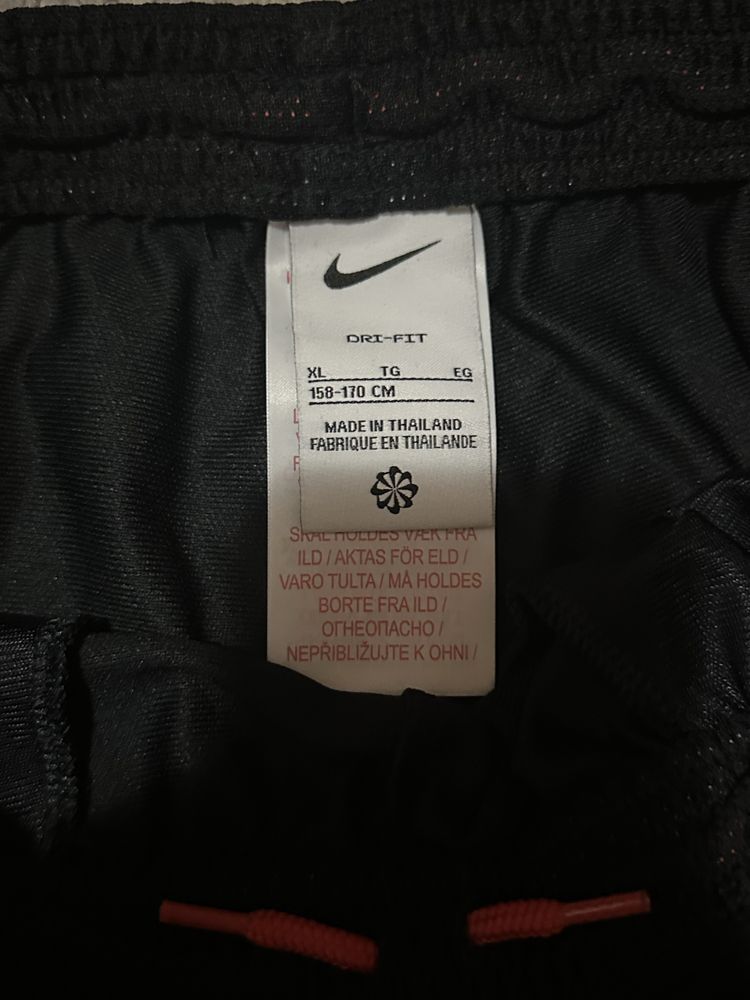 DRI-FIT
XL TG EG
158-170 CM
MADE IN THAILAND
FABRIQUE EN THAILANDE
SKAL HOLDES VÆK FRA
ILD / AKTAS FÖR ELD /
VARO TULTA / MÅ HOLDES
BORTE FRA ILD /
ОГНЕОПАСНО /
NEPŘIBLIŽUJTE K OHNI /